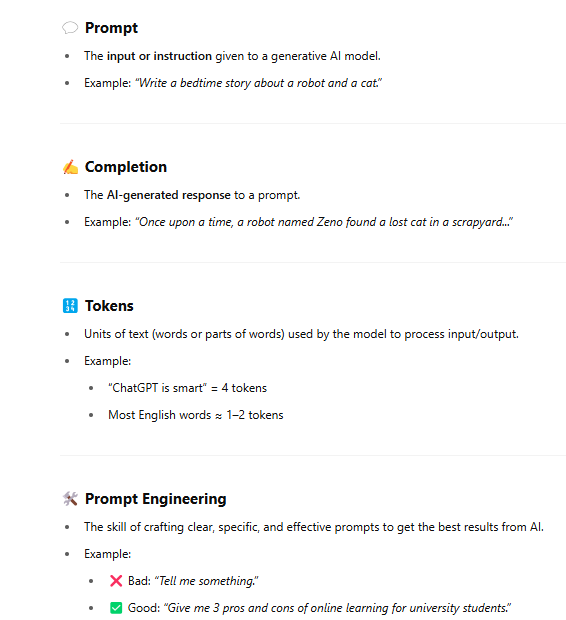 💬 Prompt
• The input or instruction given to a generative AI model.
• Example: “Write a bedtime story about a robot and a cat.”
✍️ Completion
• The AI-generated response to a prompt.
• Example: “Once upon a time, a robot named Zeno found a lost cat in a scrapyard...”
🔢 Tokens
• Units of text (words or parts of words) used by the model to process input/output.
• Example:
• “ChatGPT is smart” = 4 tokens
• Most English words ≈ 1–2 tokens
🛠️ Prompt Engineering
• The skill of crafting clear, specific, and effective prompts to get the best results from AI.
• Example:
• ❌ Bad: “Tell me something.”
• ✅ Good: “Give me 3 pros and cons of online learning for university students.”